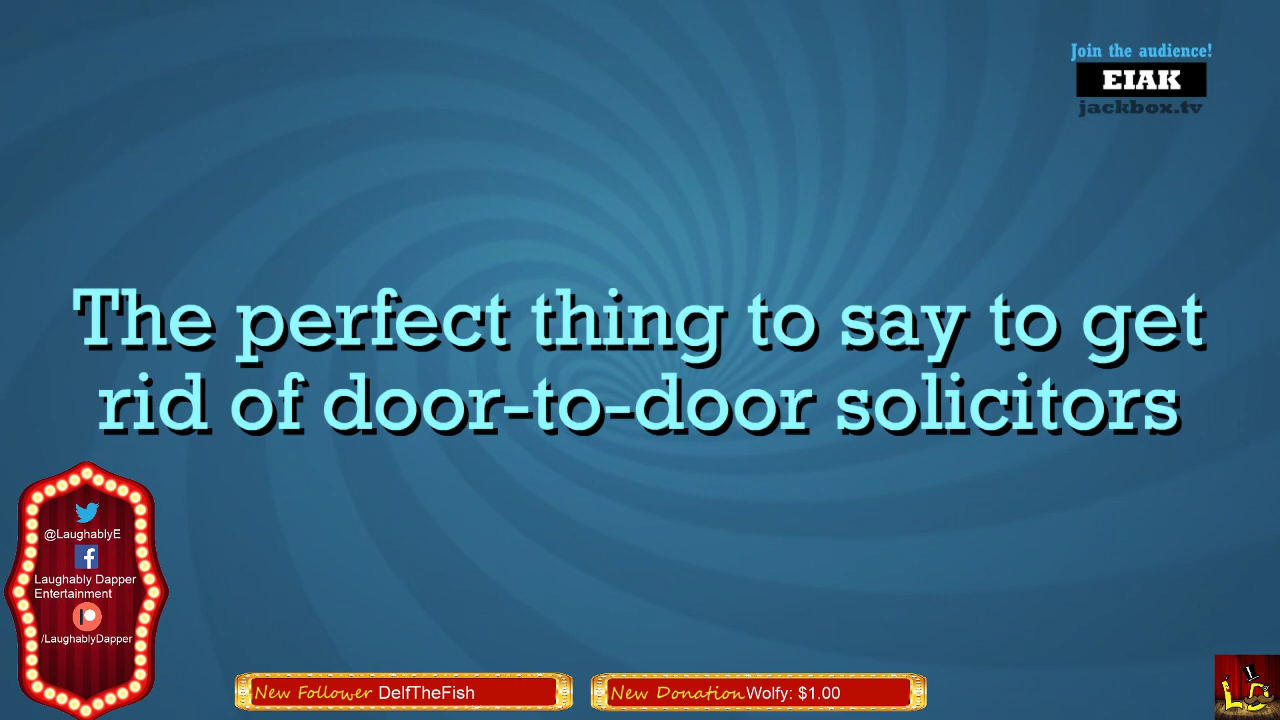 Join the audience!
EIAK
jackbox.tv
The perfect thing to say to get
rid of door-to-door solicitors
@LaughablyE
Laughably Dapper
Entertainment
/LaughablyDapper
New Follower DelfTheFish
New Donation Wolfy: $1.00
LD